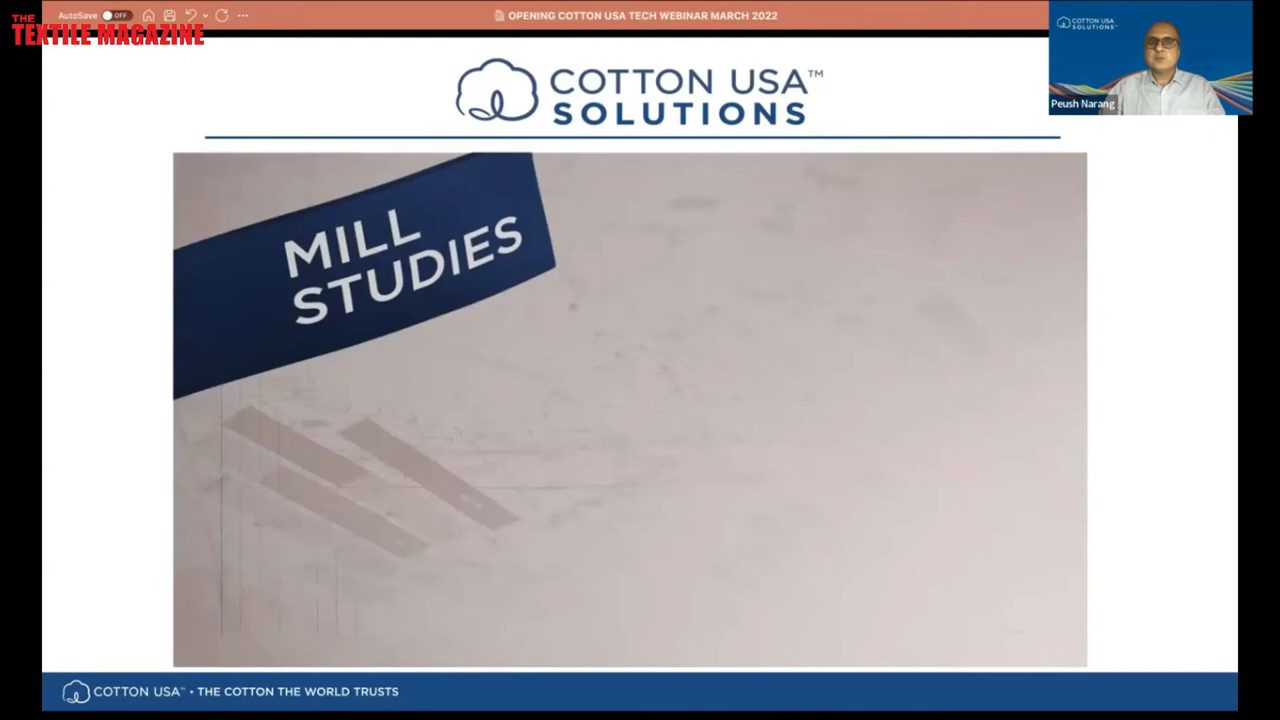 THE
TEXTILE MAGAZINE
AutoSave OFF
OPENING COTTON USA TECH WEBINAR MARCH 2022
COTTON USA
SOLUTIONS™
Peush Narang
COTTON USA™
SOLUTIONS
MILL
STUDIES
COTTON USA™ • THE COTTON THE WORLD TRUSTS